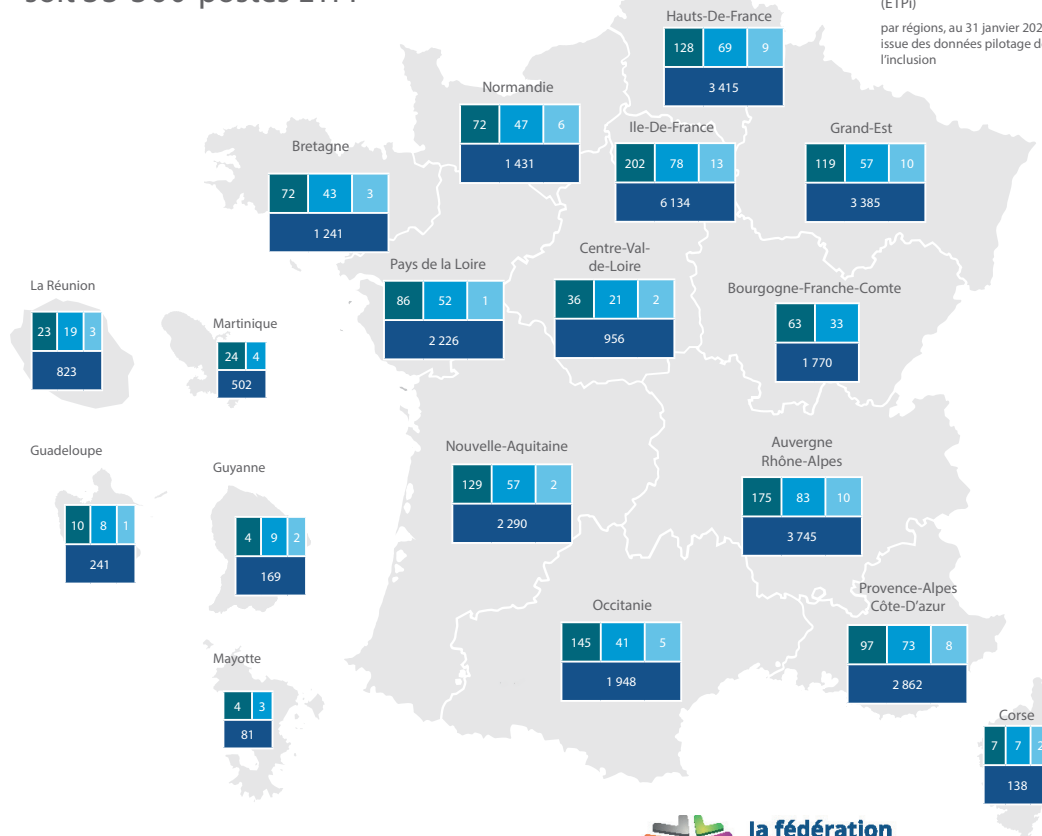 (ETPi)
par régions, au 31 janvier 202
issue des données pilotage d
l'inclusion
Hauts-De-France
128 69 9
3 415
Normandie
72 47 6
1 431
Ile-De-France
202 78 13
6 134
Grand-Est
119 57 10
3 385
Bretagne
72 43 3
1 241
Pays de la Loire
86 52 1
2 226
Centre-Val-
de-Loire
36 21 2
956
Bourgogne-Franche-Comte
63 33
1 770
La Réunion
23 19 3
823
Martinique
24 4
502
Guadeloupe
10 8 1
241
Guyanne
4 9 2
169
Nouvelle-Aquitaine
129 57 2
2 290
Auvergne
Rhône-Alpes
175 83 10
3 745
Occitanie
145 41 5
1 948
Provence-Alpes
Côte-D'azur
97 73 8
2 862
Mayotte
4 3
81
Corse
7 7 2
138
la fédération